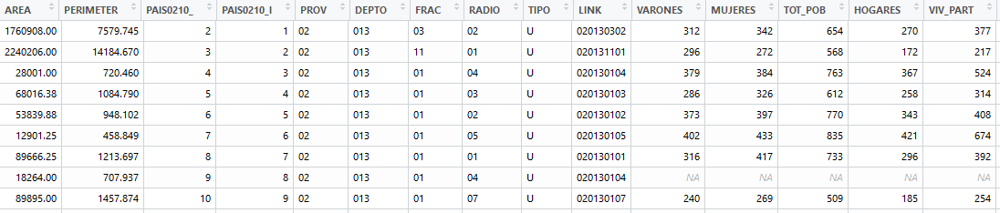 AREA PERIMETER PAIS0210_ PAIS0210_I PROV DEPTO FRAC RADIO TIPO LINK VARONES MUJERES TOT_POB HOGARES VIV_PART
1760908.00 7579.745 2 1 02 013 03 02 U 020130302 312 342 654 270 377
2240206.00 14184.670 3 2 02 013 11 01 U 020131101 296 272 568 172 217
28001.00 720.460 4 3 02 013 01 04 U 020130104 379 384 763 367 524
68016.38 1084.790 5 4 02 013 01 03 U 020130103 286 326 612 258 314
53839.88 948.102 6 5 02 013 01 02 U 020130102 373 397 770 343 408
12901.25 458.849 7 6 02 013 01 05 U 020130105 402 433 835 421 674
89666.25 1213.697 8 7 02 013 01 01 U 020130101 316 417 733 296 392
18264.00 707.937 9 8 02 013 01 04 U 020130104 NA NA NA NA NA
89895.00 1457.874 10 9 02 013 01 07 U 020130107 240 269 509 185 254